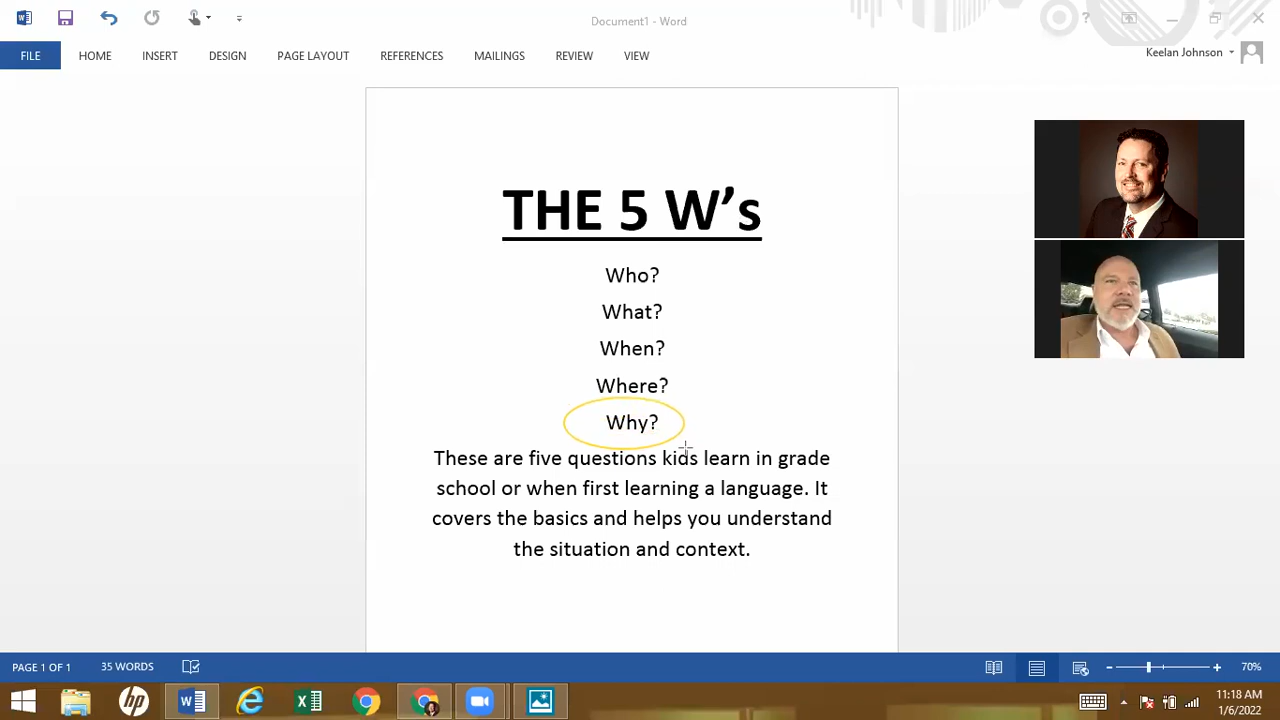 Document1 - Word
?
FILE HOME INSERT DESIGN PAGE LAYOUT REFERENCES MAILINGS REVIEW VIEW
Keelan Johnson
THE 5 W’s
Who?
What?
When?
Where?
Why?
These are five questions kids learn in grade
school or when first learning a language. It
covers the basics and helps you understand
the situation and context.
PAGE 1 OF 1 35 WORDS 70%
11:18 AM
1/6/2022